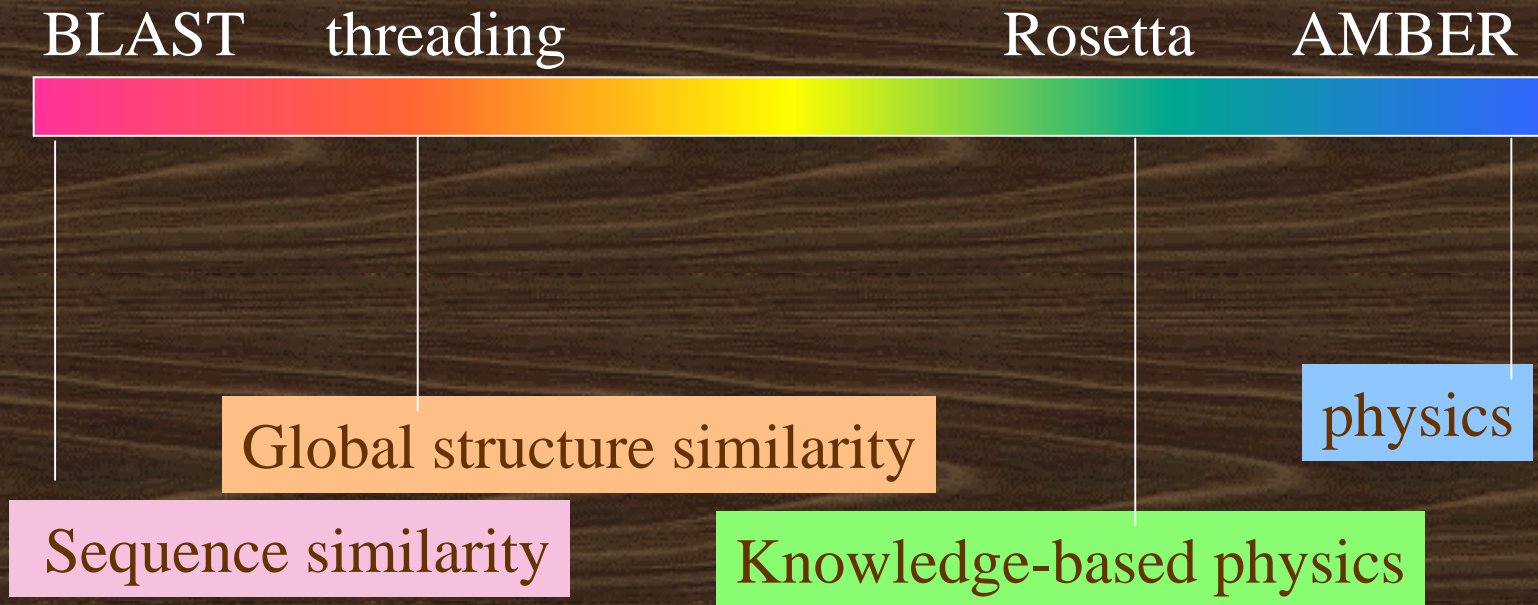 BLAST threading Rosetta AMBER
physics
Global structure similarity
Sequence similarity
Knowledge-based physics